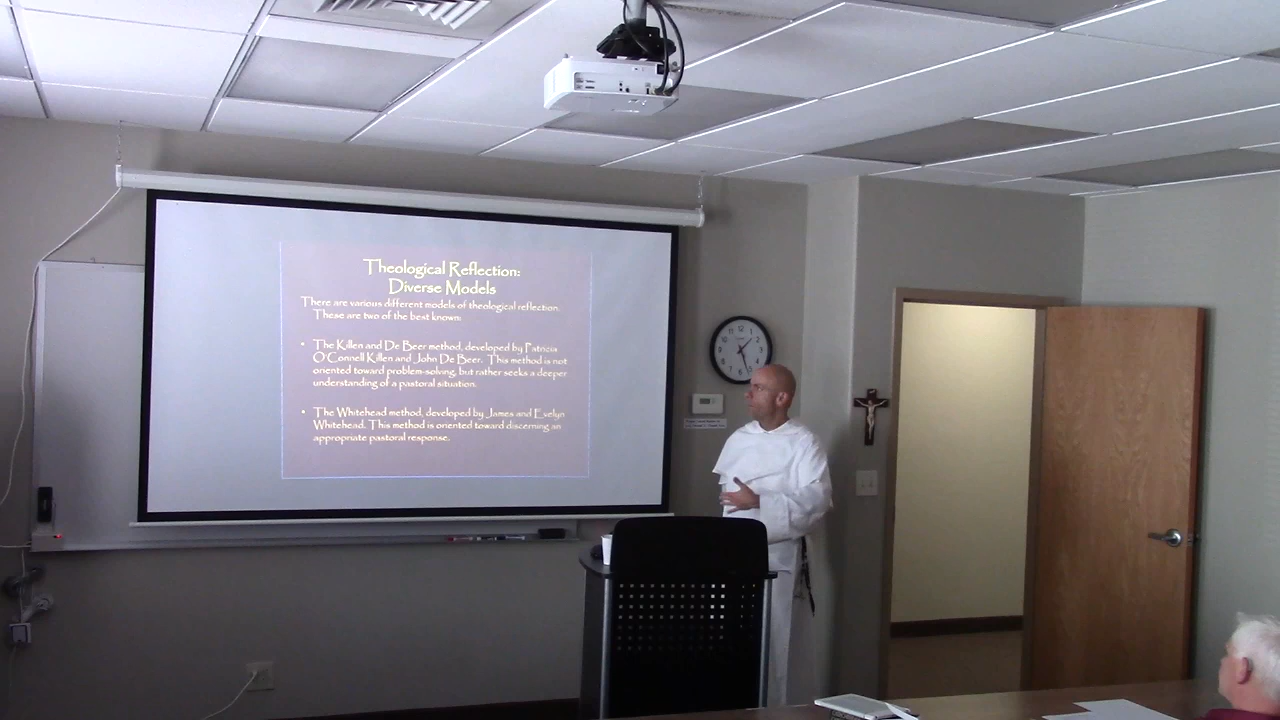 Theological Reflection:
Diverse Models
There are various different models of theological reflection.
These are two of the best known:
• The Killen and De Beer method, developed by Patricia
O'Connell Killen and John De Beer. This method is not
oriented toward problem-solving, but rather seeks a deeper
understanding of a pastoral situation.
• The Whitehead method, developed by James and Evelyn
Whitehead. This method is oriented toward discerning an
appropriate pastoral response.